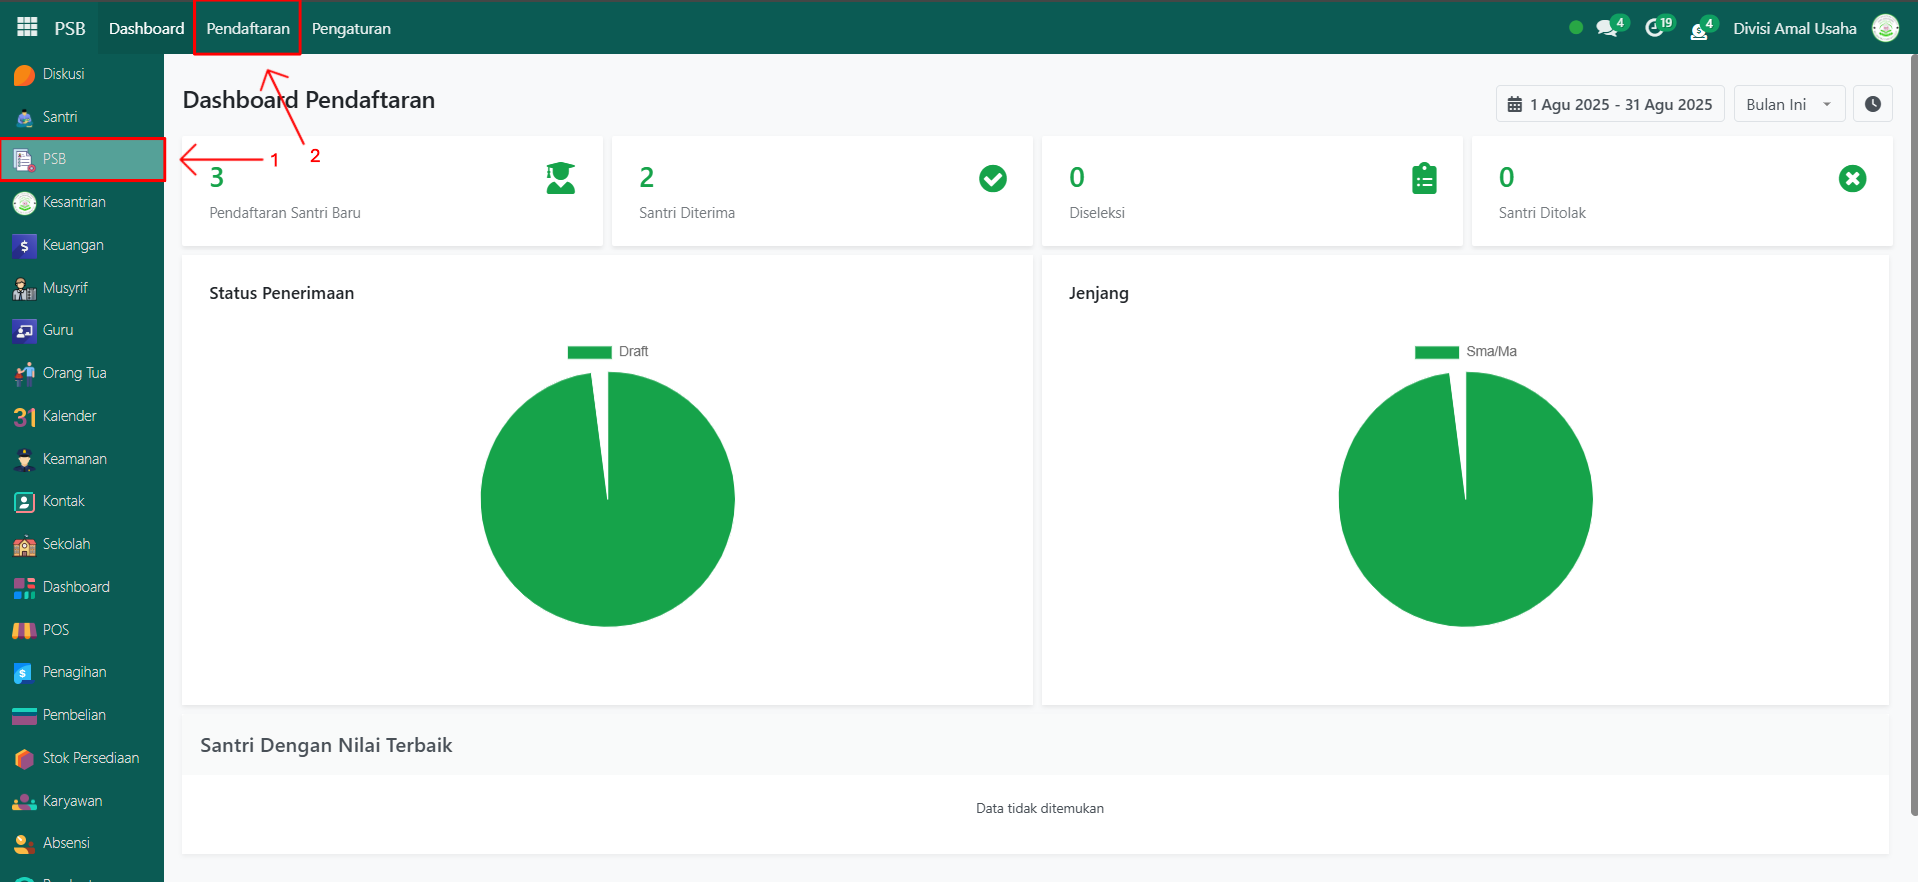 PSB
Dashboard
Pendaftaran
Pengaturan
4
19
4
Divisi Amal Usaha
Diskusi
Santri
PSB
Kesantrian
Keuangan
Musyrif
Guru
Orang Tua
31 Kalender
Keamanan
Kontak
Sekolah
Dashboard
POS
Penagihan
Pembelian
Stok Persediaan
Karyawan
Absensi
Dashboard Pendaftaran
1 Agu 2025 - 31 Agu 2025
Bulan Ini
1
2
3
Pendaftaran Santri Baru
2
Santri Diterima
0
Diseleksi
0
Santri Ditolak
Status Penerimaan
Draft
Jenjang
Sma/Ma
Santri Dengan Nilai Terbaik
Data tidak ditemukan